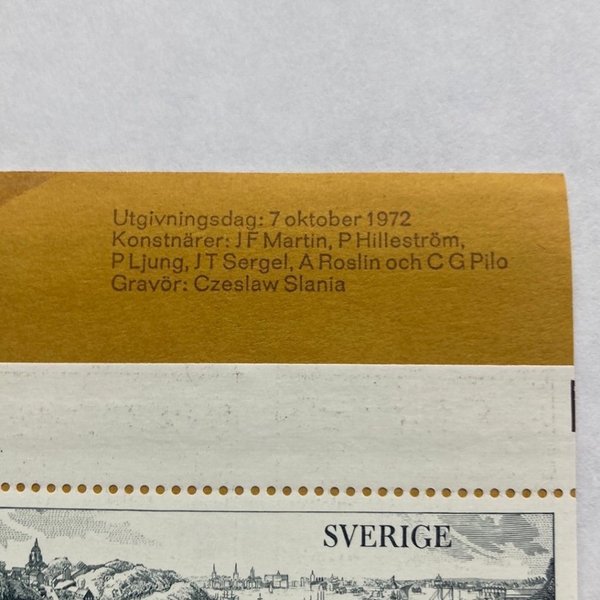 Utgivningsdag: 7 oktober 1972
Konstnärer: J F Martin, P Hilleström,
P Ljung, J T Sergel, A Roslin och C G Pilo
Gravör: Czeslaw Slania
SVERIGE